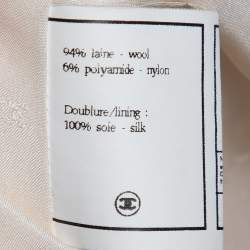 94% laine - wool
6% polyamide - nylon
Doublure/lining :
100% soie - silk